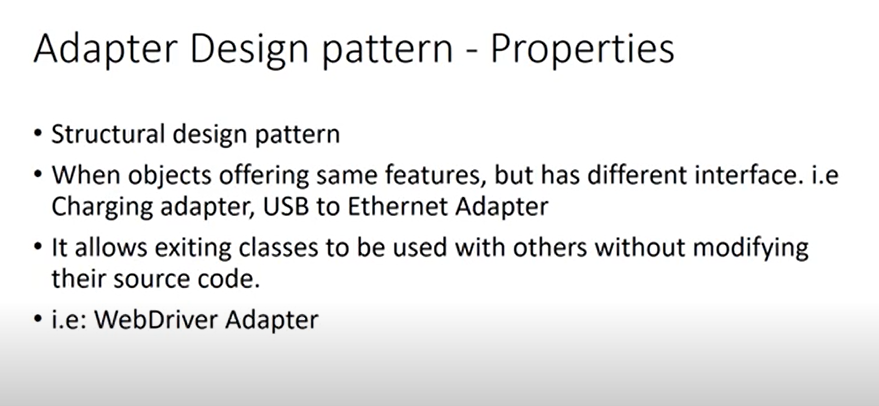 Adapter Design pattern - Properties
• Structural design pattern
• When objects offering same features, but has different interface. i.e
Charging adapter, USB to Ethernet Adapter
• It allows exiting classes to be used with others without modifying
their source code.
• i.e: WebDriver Adapter